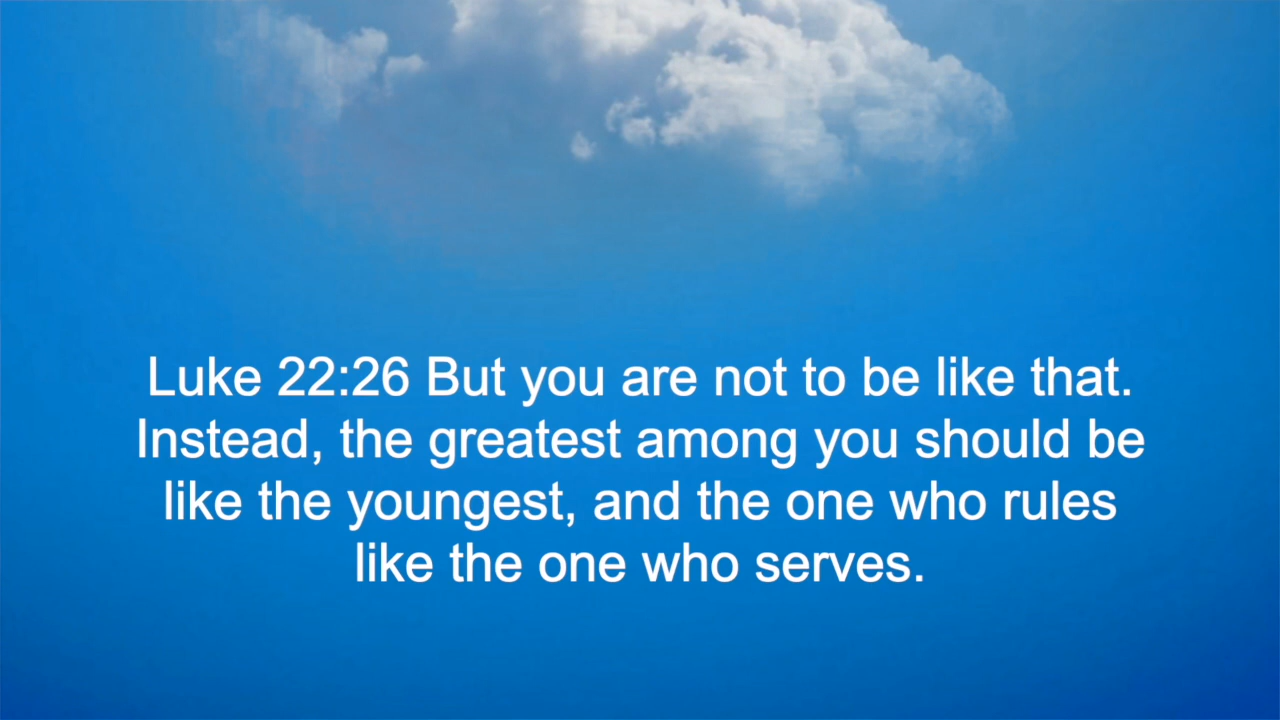 Luke 22:26 But you are not to be like that.
Instead, the greatest among you should be
like the youngest, and the one who rules
like the one who serves.